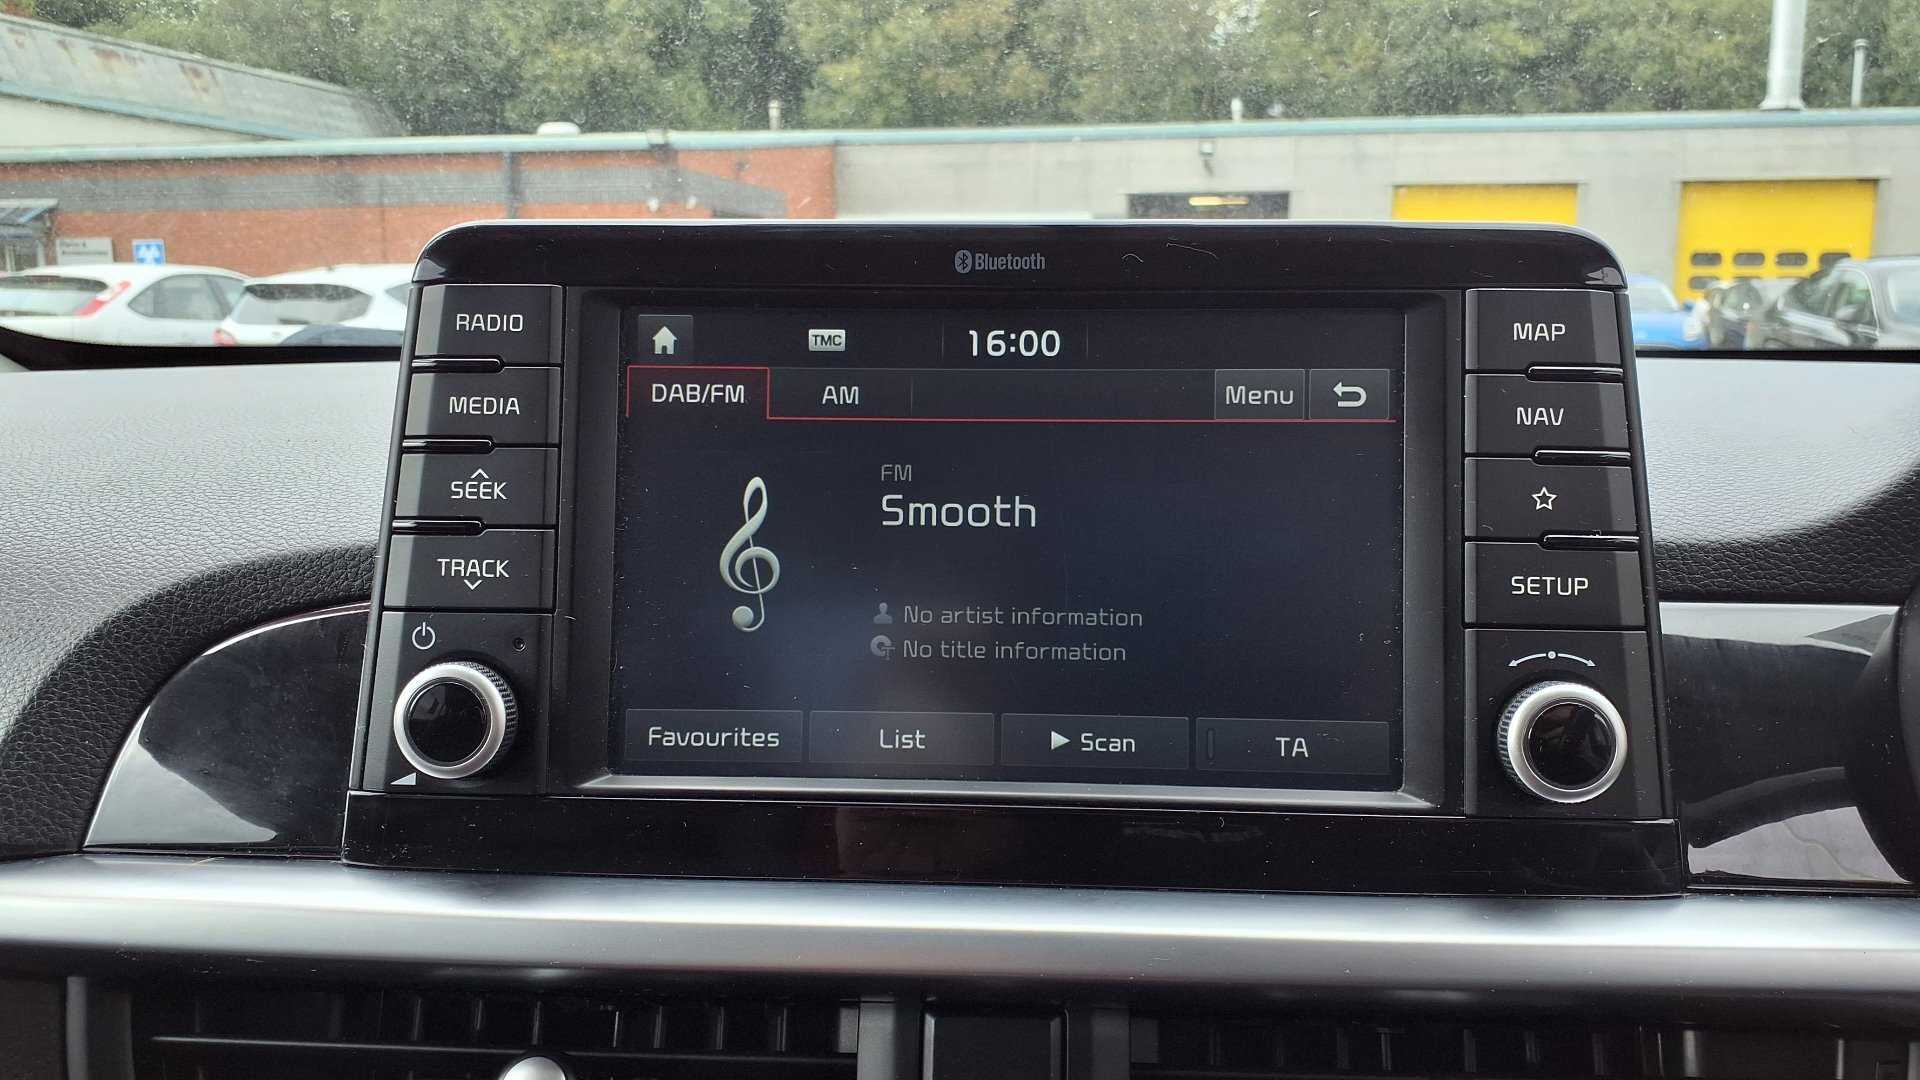 Bluetooth
RADIO
MEDIA
SEEK
TRACK
TMC
16:00
DAB/FM
AM
Menu
FM
Smooth
No artist information
No title information
Favourites
List
Scan
TA
MAP
NAV
SETUP